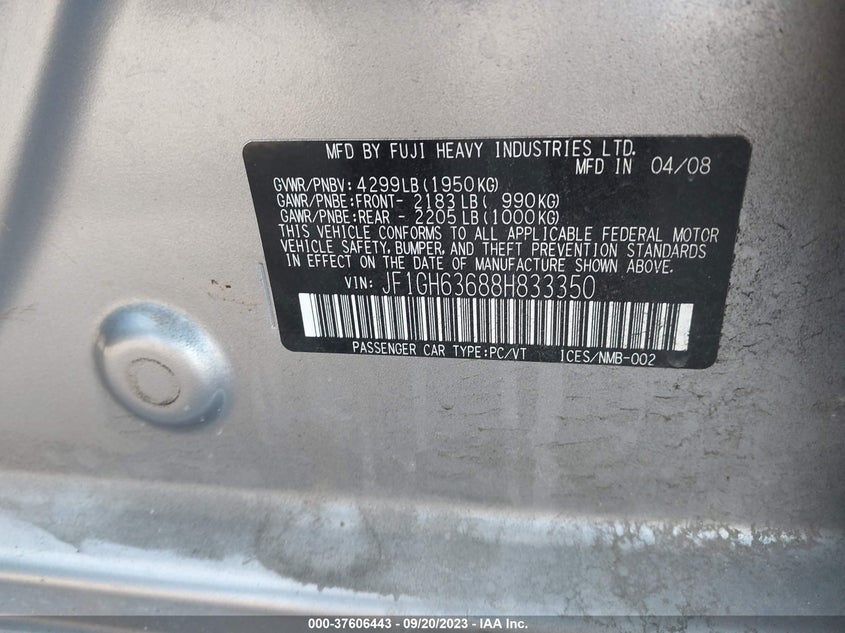 MFD BY FUJI HEAVY INDUSTRIES LTD.
MFD IN 04/08
GVWR/PNBV: 4299LB(1950KG)
GAWR/PNBE:FRONT- 2183LB( 990KG)
GAWR/PNBE:REAR - 2205LB(1000KG)
THIS VEHICLE CONFORMS TO ALL APPLICABLE FEDERAL MOTOR
VEHICLE SAFETY, BUMPER, AND THEFT PREVENTION STANDARDS
IN EFFECT ON THE DATE OF MANUFACTURE SHOWN ABOVE.
VIN: JF1GH63688H833350
PASSENGER CAR TYPE:PC/VT ICES/NMB-002
000-37606443 - 09/20/2023 - IAA Inc.